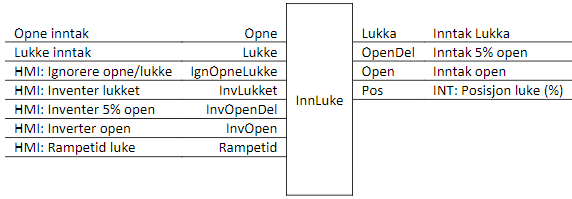 Opne inntak Opne
Lukke inntak Lukke
HMI: Ignorere opne/lukke IgnOpneLukke
HMI: Inventer lukket InvLukket
HMI: Inventer 5% open InvOpenDel
HMI: Inverter open InvOpen
HMI: Rampetid luke Rampetid
InnLuke
Lukka Inntak Lukka
OpenDel Inntak 5% open
Open Inntak open
Pos INT: Posisjon luke (%)